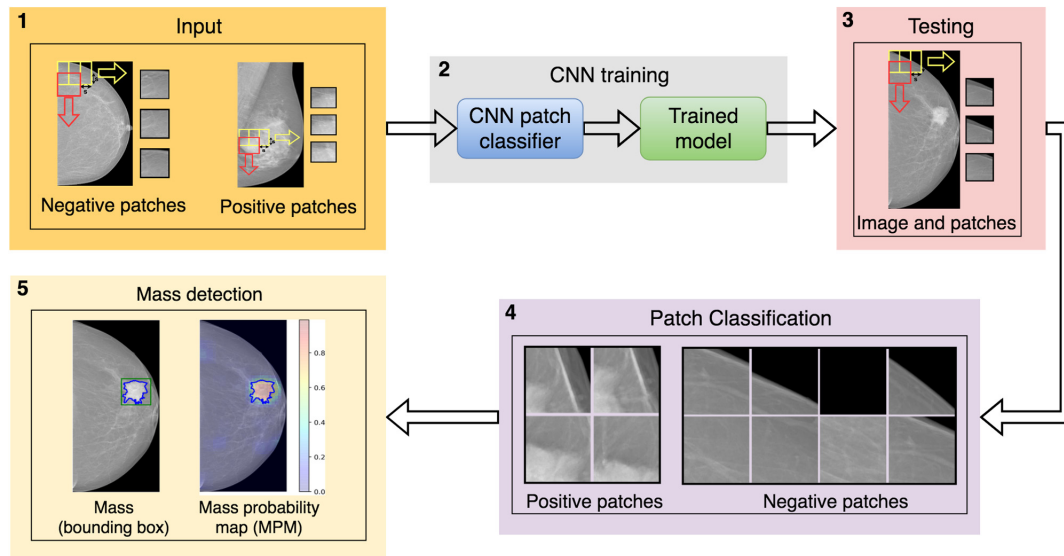 1
Input
s
s
Negative patches
s
s
Positive patches
2
CNN training
CNN patch
classifier
Trained
model
3
Testing
s
s
Image and patches
4
Patch Classification
Positive patches
Negative patches
5
Mass detection
0.8
0.6
0.4
0.2
0.0
Mass
(bounding box)
Mass probability
map (MPM)